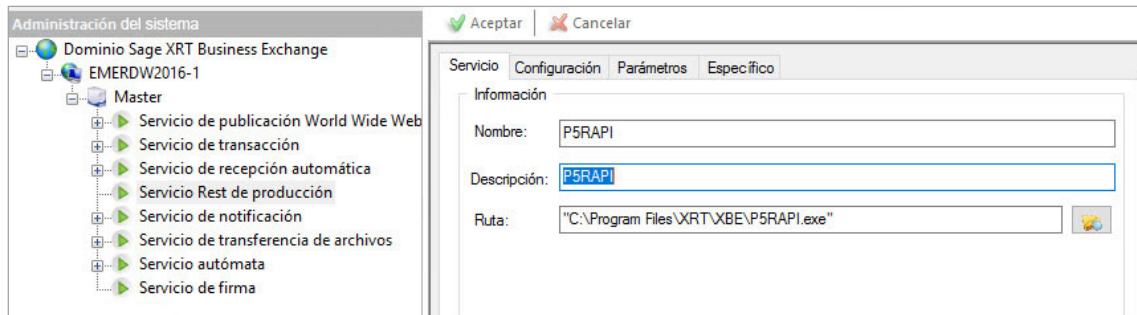 Administración del sistema
Dominio Sage XRT Business Exchange
EMERDW2016-1
Master
Servicio de publicación World Wide Web
Servicio de transacción
Servicio de recepción automática
Servicio Rest de producción
Servicio de notificación
Servicio de transferencia de archivos
Servicio autómata
Servicio de firma
Aceptar Cancelar
Servicio Configuración Parámetros Específico
Información
Nombre: P5RAPI
Descripción: P5RAPI
Ruta: "C:\Program Files\XRT\XBE\P5RAPI.exe"